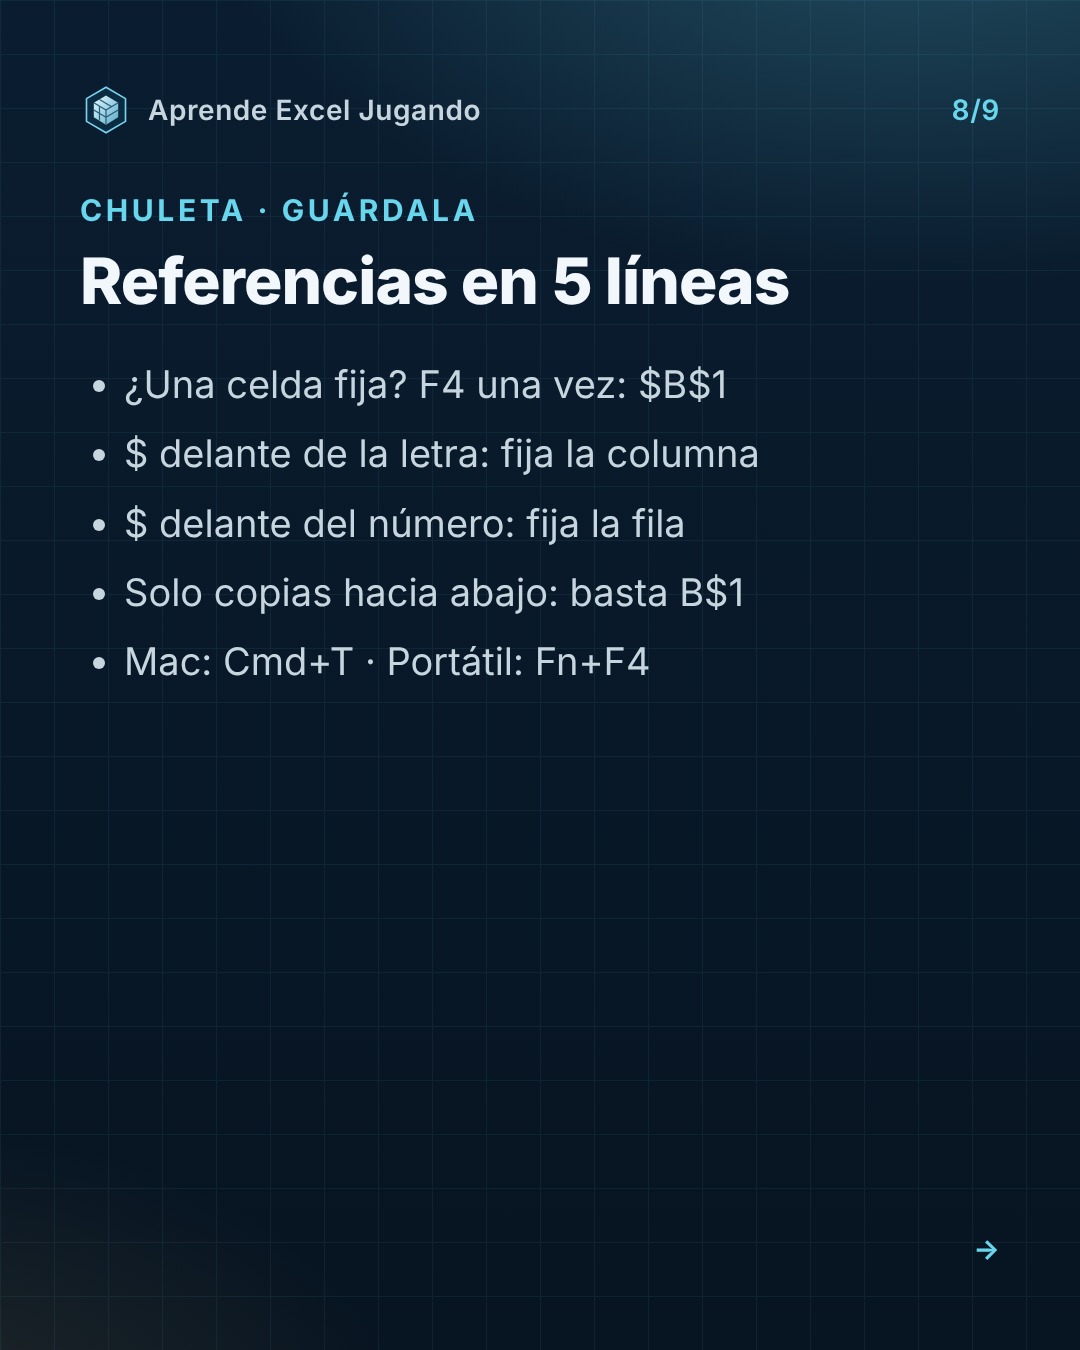 Aprende Excel Jugando
8/9
CHULETA · GUÁRDALA
Referencias en 5 líneas
• ¿Una celda fija? F4 una vez: $B$1
• $ delante de la letra: fija la columna
• $ delante del número: fija la fila
• Solo copias hacia abajo: basta B$1
• Mac: Cmd+T · Portátil: Fn+F4
→